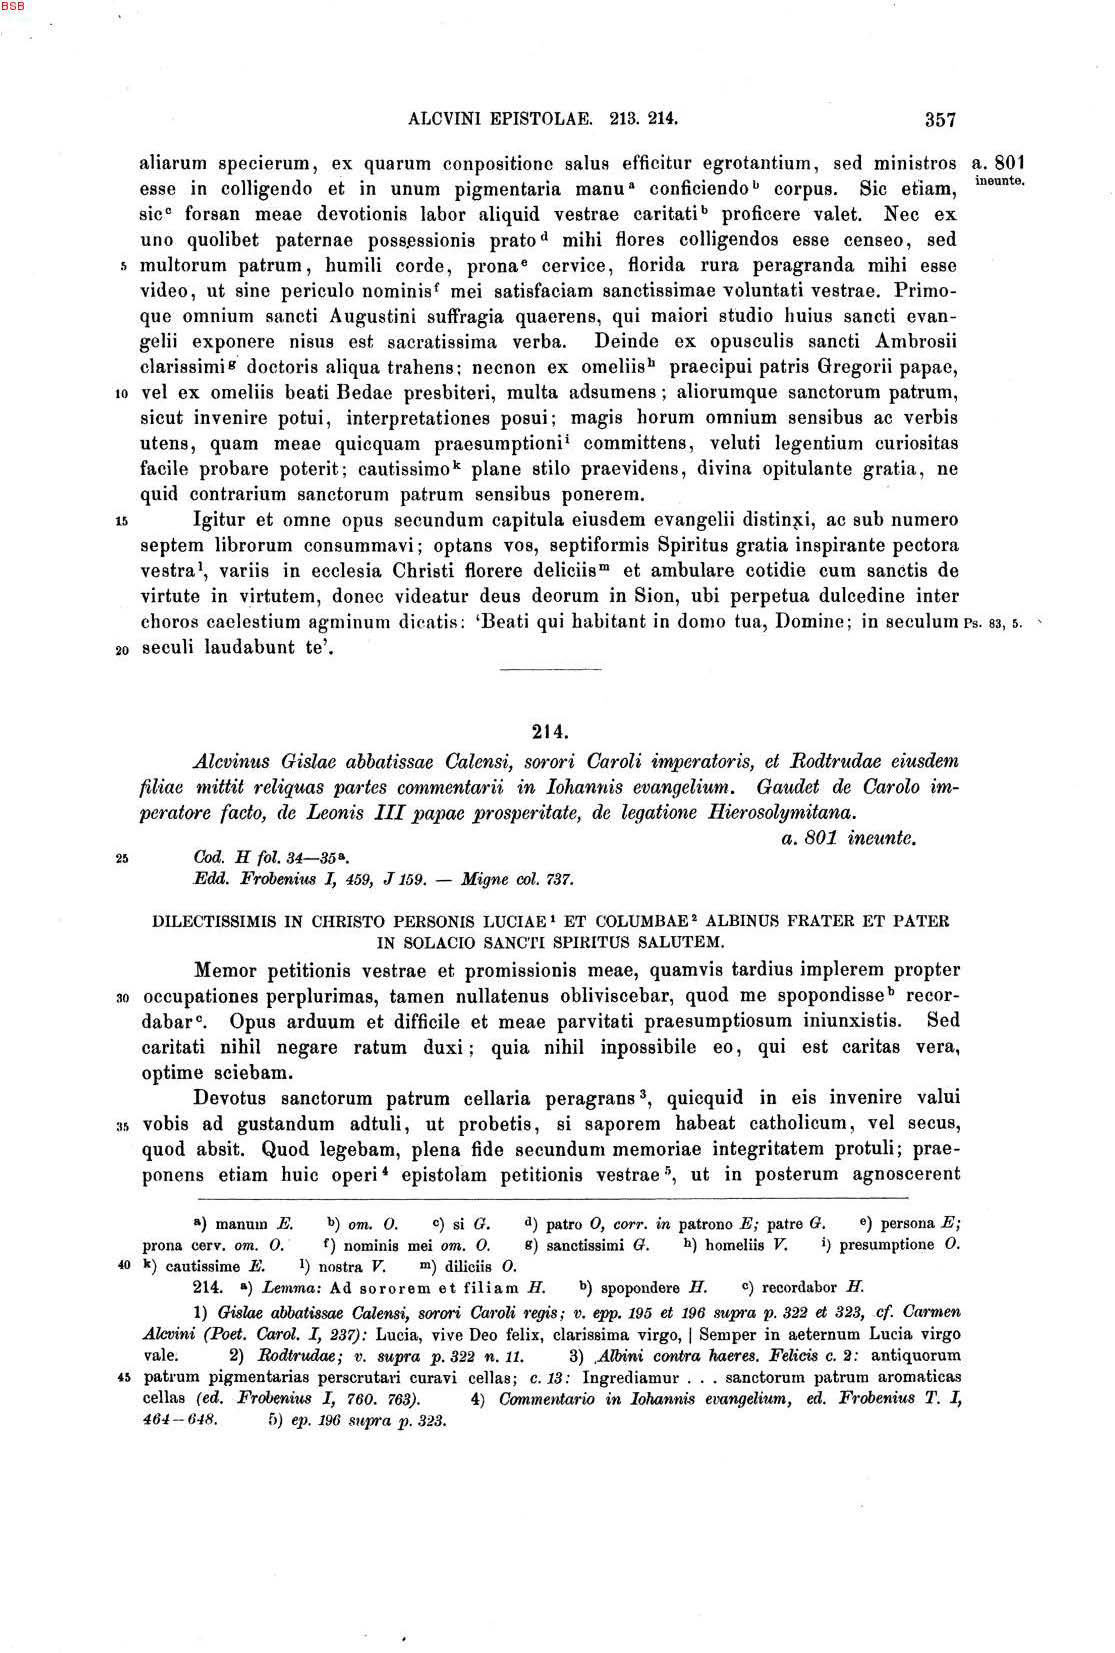 BSB
ALCVINI EPISTOLAE. 213. 214. 357
aliarum specierum, ex quarum conpositione salus efficitur egrotantium, sed ministros a. 801
esse in colligendo et in unum pigmentaria manu a conficiendo b corpus. Sic etiam, ineunte.
sic c forsan meae devotionis labor aliquid vestrae caritati b proficere valet. Nec ex
uno quolibet paternae possessionis prato d mihi flores colligendos esse censeo, sed
5 multorum patrum, humili corde, prona e cervice, florida rura peragranda mihi esse
video, ut sine periculo nominis f mei satisfaciam sanctissimae voluntati vestrae. Primo-
que omnium sancti Augustini suffragia quaerens, qui maiori studio huius sancti evan-
gelii exponere nisus est sacratissima verba. Deinde ex opusculis sancti Ambrosii
clarissimi g doctoris aliqua trahens; necnon ex omeliis h praecipui patris Gregorii papae,
10 vel ex omeliis beati Bedae presbiteri, multa adsumens; aliorumque sanctorum patrum,
sicut invenire potui, interpretationes posui; magis horum omnium sensibus ac verbis
utens, quam meae quicquam praesumptioni i committens, veluti legentium curiositas
facile probare poterit; cautissimo k plane stilo praevidens, divina opitulante gratia, ne
quid contrarium sanctorum patrum sensibus ponerem.
15 Igitur et omne opus secundum capitula eiusdem evangelii distinxi, ac sub numero
septem librorum consummavi; optans vos, septiformis Spiritus gratia inspirante pectora
vestra l, variis in ecclesia Christi florere deliciis m et ambulare cotidie cum sanctis de
virtute in virtutem, donec videatur deus deorum in Sion, ubi perpetua dulcedine inter
choros caelestium agminum dicatis: ‘Beati qui habitant in domo tua, Domine; in seculum Ps. 83, 5.
20 seculi laudabunt te’.
214.
Alcvinus Gislae abbatissae Calensi, sorori Caroli imperatoris, et Rodtrudae eiusdem
filiae mittit reliquas partes commentarii in Iohannis evangelium. Gaudet de Carolo im-
peratore facto, de Leonis III papae prosperitate, de legatione Hierosolymitana.
a. 801 ineunte.
25 Cod. H fol. 34—35a.
Edd. Frobenius I, 459, J 159. — Migne col. 737.
DILECTISSIMIS IN CHRISTO PERSONIS LUCIAE 1 ET COLUMBAE 2 ALBINUS FRATER ET PATER
IN SOLACIO SANCTI SPIRITUS SALUTEM.
Memor petitionis vestrae et promissionis meae, quamvis tardius implerem propter
30 occupationes perplurimas, tamen nullatenus obliviscebar, quod me spopondisse b recor-
dabar c. Opus arduum et difficile et meae parvitati praesumptiosum iniunxistis. Sed
caritati nihil negare ratum duxi; quia nihil inpossibile eo, qui est caritas vera,
optime sciebam.
Devotus sanctorum patrum cellaria peragrans 3, quicquid in eis invenire valui
35 vobis ad gustandum adtuli, ut probetis, si saporem habeat catholicum, vel secus,
quod absit. Quod legebam, plena fide secundum memoriae integritatem protuli; prae-
ponens etiam huic operi 4 epistolam petitionis vestrae 5, ut in posterum agnoscerent
a) manum E. b) om. O. c) si G. d) patro O, corr. in patrono E; patre G. e) persona E;
prona cerv. om. O. f) nominis mei om. O. g) sanctissimi G. h) homeliis V. i) presumptione O.
40 k) cautissime E. l) nostra V. m) diliciis O.
214. a) Lemma: Ad sororem et filiam H. b) spopondere H. c) recordabor H.
1) Gislae abbatissae Calensi, sorori Caroli regis; v. epp. 195 et 196 supra p. 322 et 323, cf. Carmen
Alcvini (Poet. Carol. I, 237): Lucia, vive Deo felix, clarissima virgo, | Semper in aeternum Lucia virgo
vale. 2) Rodtrudae; v. supra p. 322 n. 11. 3) Albini contra haeres. Felicis c. 2: antiquorum
45 patrum pigmentarias perscrutari curavi cellas; c. 13: Ingrediamur . . . sanctorum patrum aromaticas
cellas (ed. Frobenius I, 760. 763). 4) Commentario in Iohannis evangelium, ed. Frobenius T. I,
464—648. 5) ep. 196 supra p. 323.